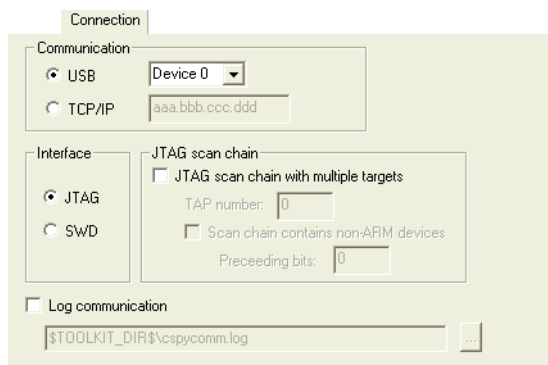 Connection
Communication
USB
Device 0
TCP/IP
aaa.bbb.ccc.ddd
Interface
JTAG
SWD
JTAG scan chain
JTAG scan chain with multiple targets
TAP number: 0
Scan chain contains non-ARM devices
Preceeding bits: 0
Log communication
$TOOLKIT_DIR$\cspycomm.log
...